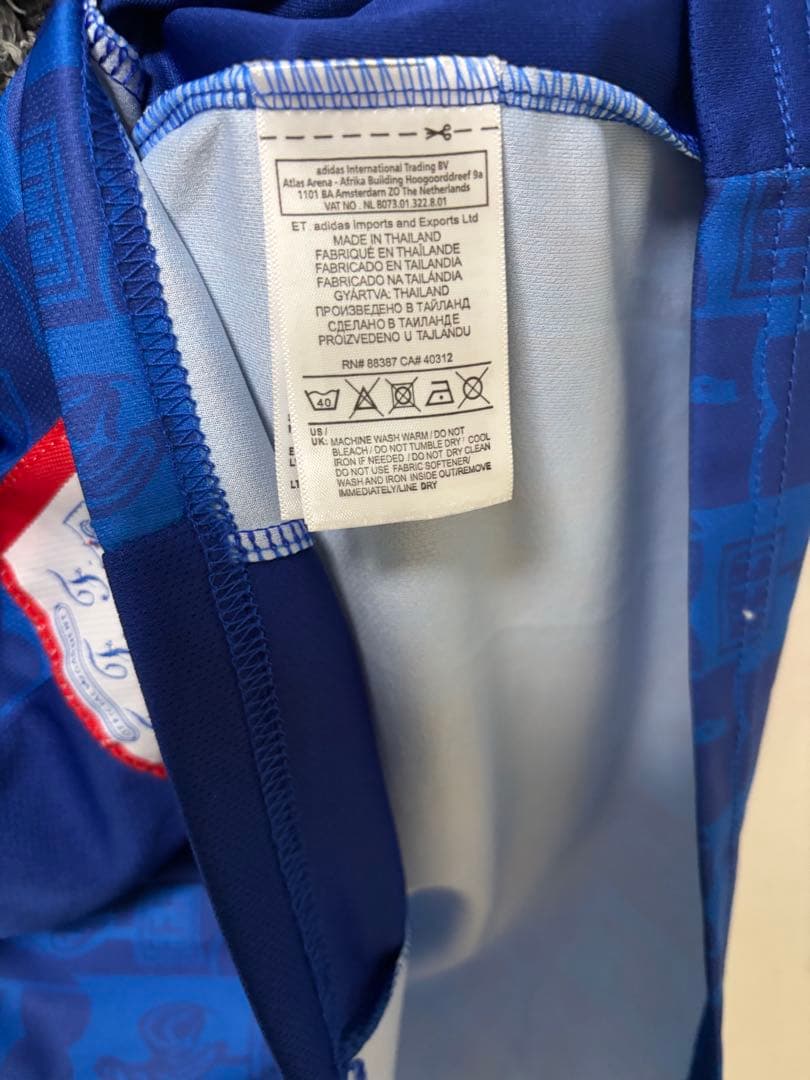 adidas International Trading BV
Atlas Arena - Afrika Building Hoogoorddreef 9a
1101 BA Amsterdam ZO The Netherlands
VAT NO . NL 8073.01.322.8.01
ET. adidas Imports and Exports Ltd
MADE IN THAILAND
FABRIQUÉ EN THAÏLANDE
FABRICADO EN TAILANDIA
FABRICADO NA TAILÂNDIA
GYÁRTVA: THAILAND
ПРОИЗВЕДЕНО В ТАЙЛАНД
СДЕЛАНО В ТАИЛАНДЕ
PROIZVEDENO U TAJLANDU
RN# 88387 CA# 40312
40
US /
UK: MACHINE WASH WARM / DO NOT
BLEACH / DO NOT TUMBLE DRY / COOL
IRON IF NEEDED / DO NOT DRY CLEAN
DO NOT USE FABRIC SOFTENER/
WASH AND IRON INSIDE OUT/REMOVE
IMMEDIATELY/LINE DRY